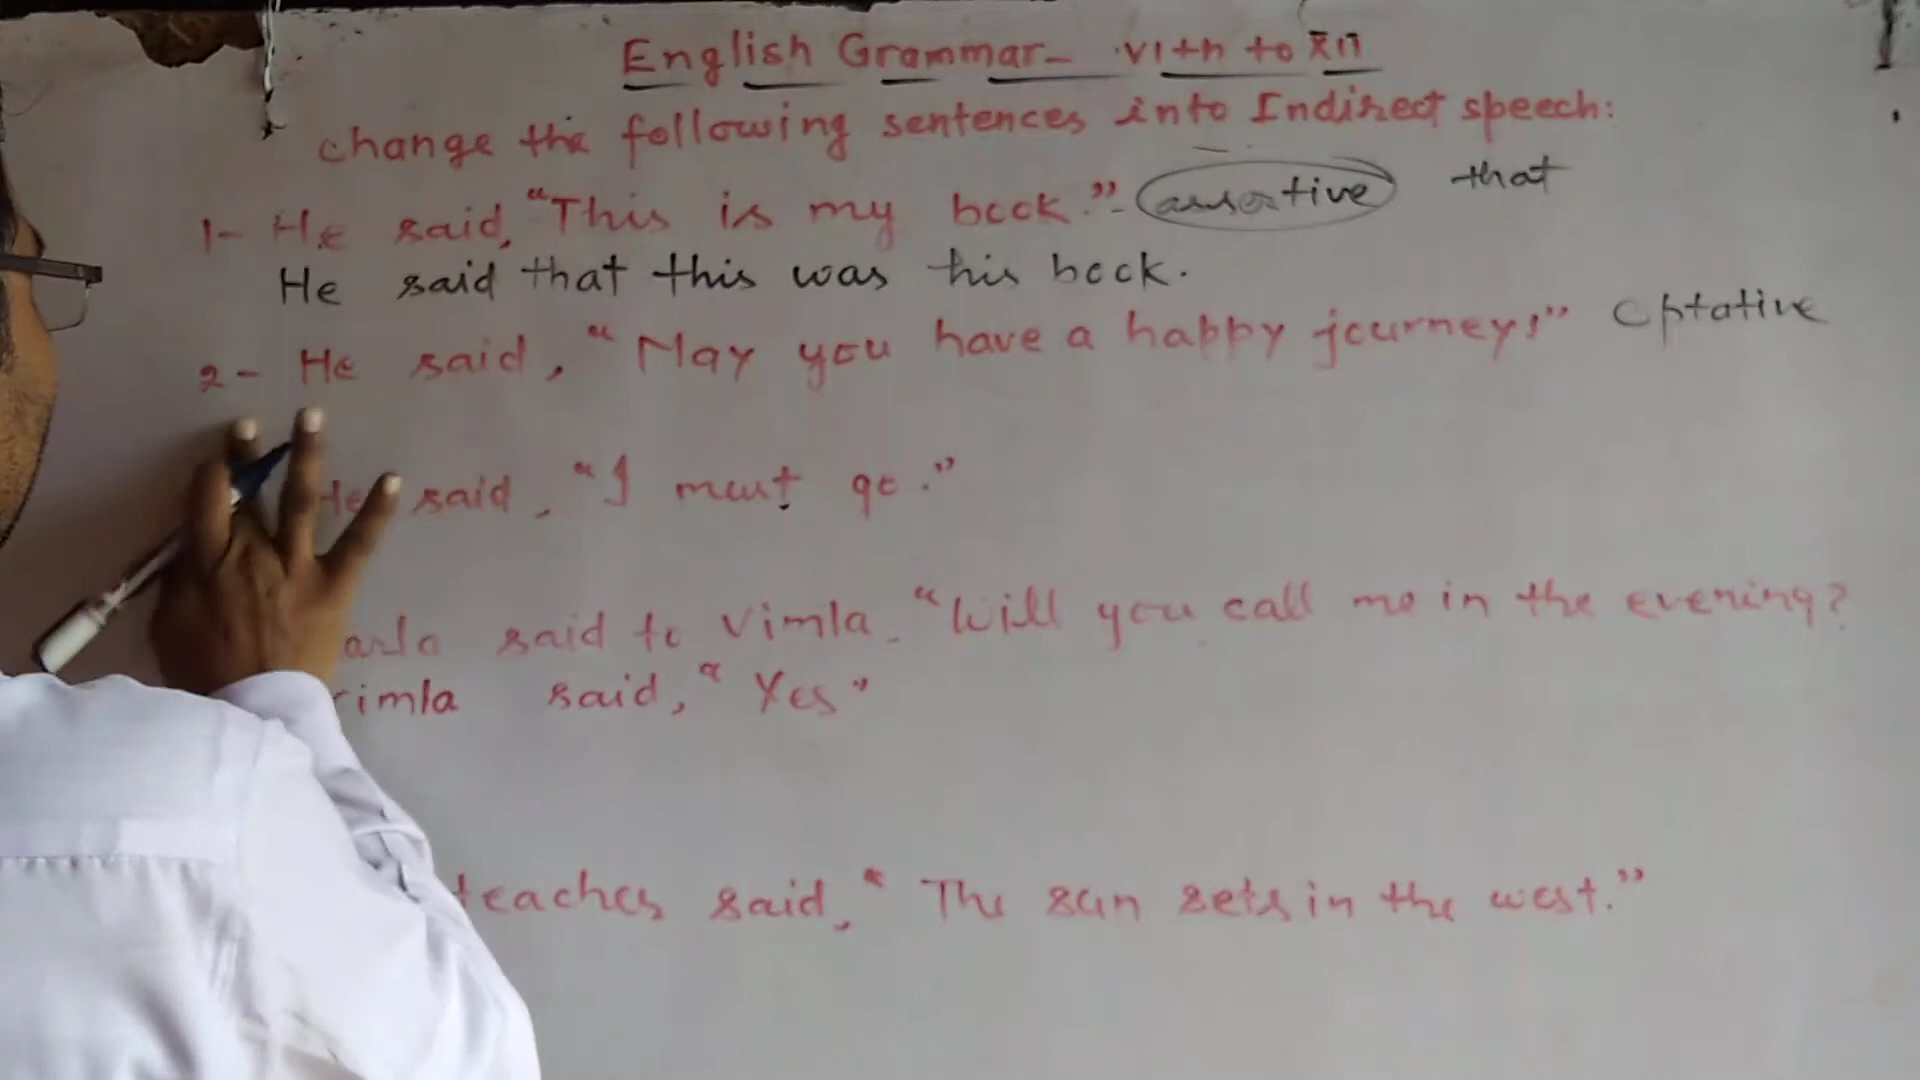 English Grammar- VIth to XII
change the following sentences into Indirect speech:
1- He said, "This is my book." - assertive that
He said that this was his book.
2- He said, "May you have a happy journey!" Optative
He said, "I must go."
said to Vimla, "Will you call me in the evening?
said, "Yes"
said, "The sun sets in the west."